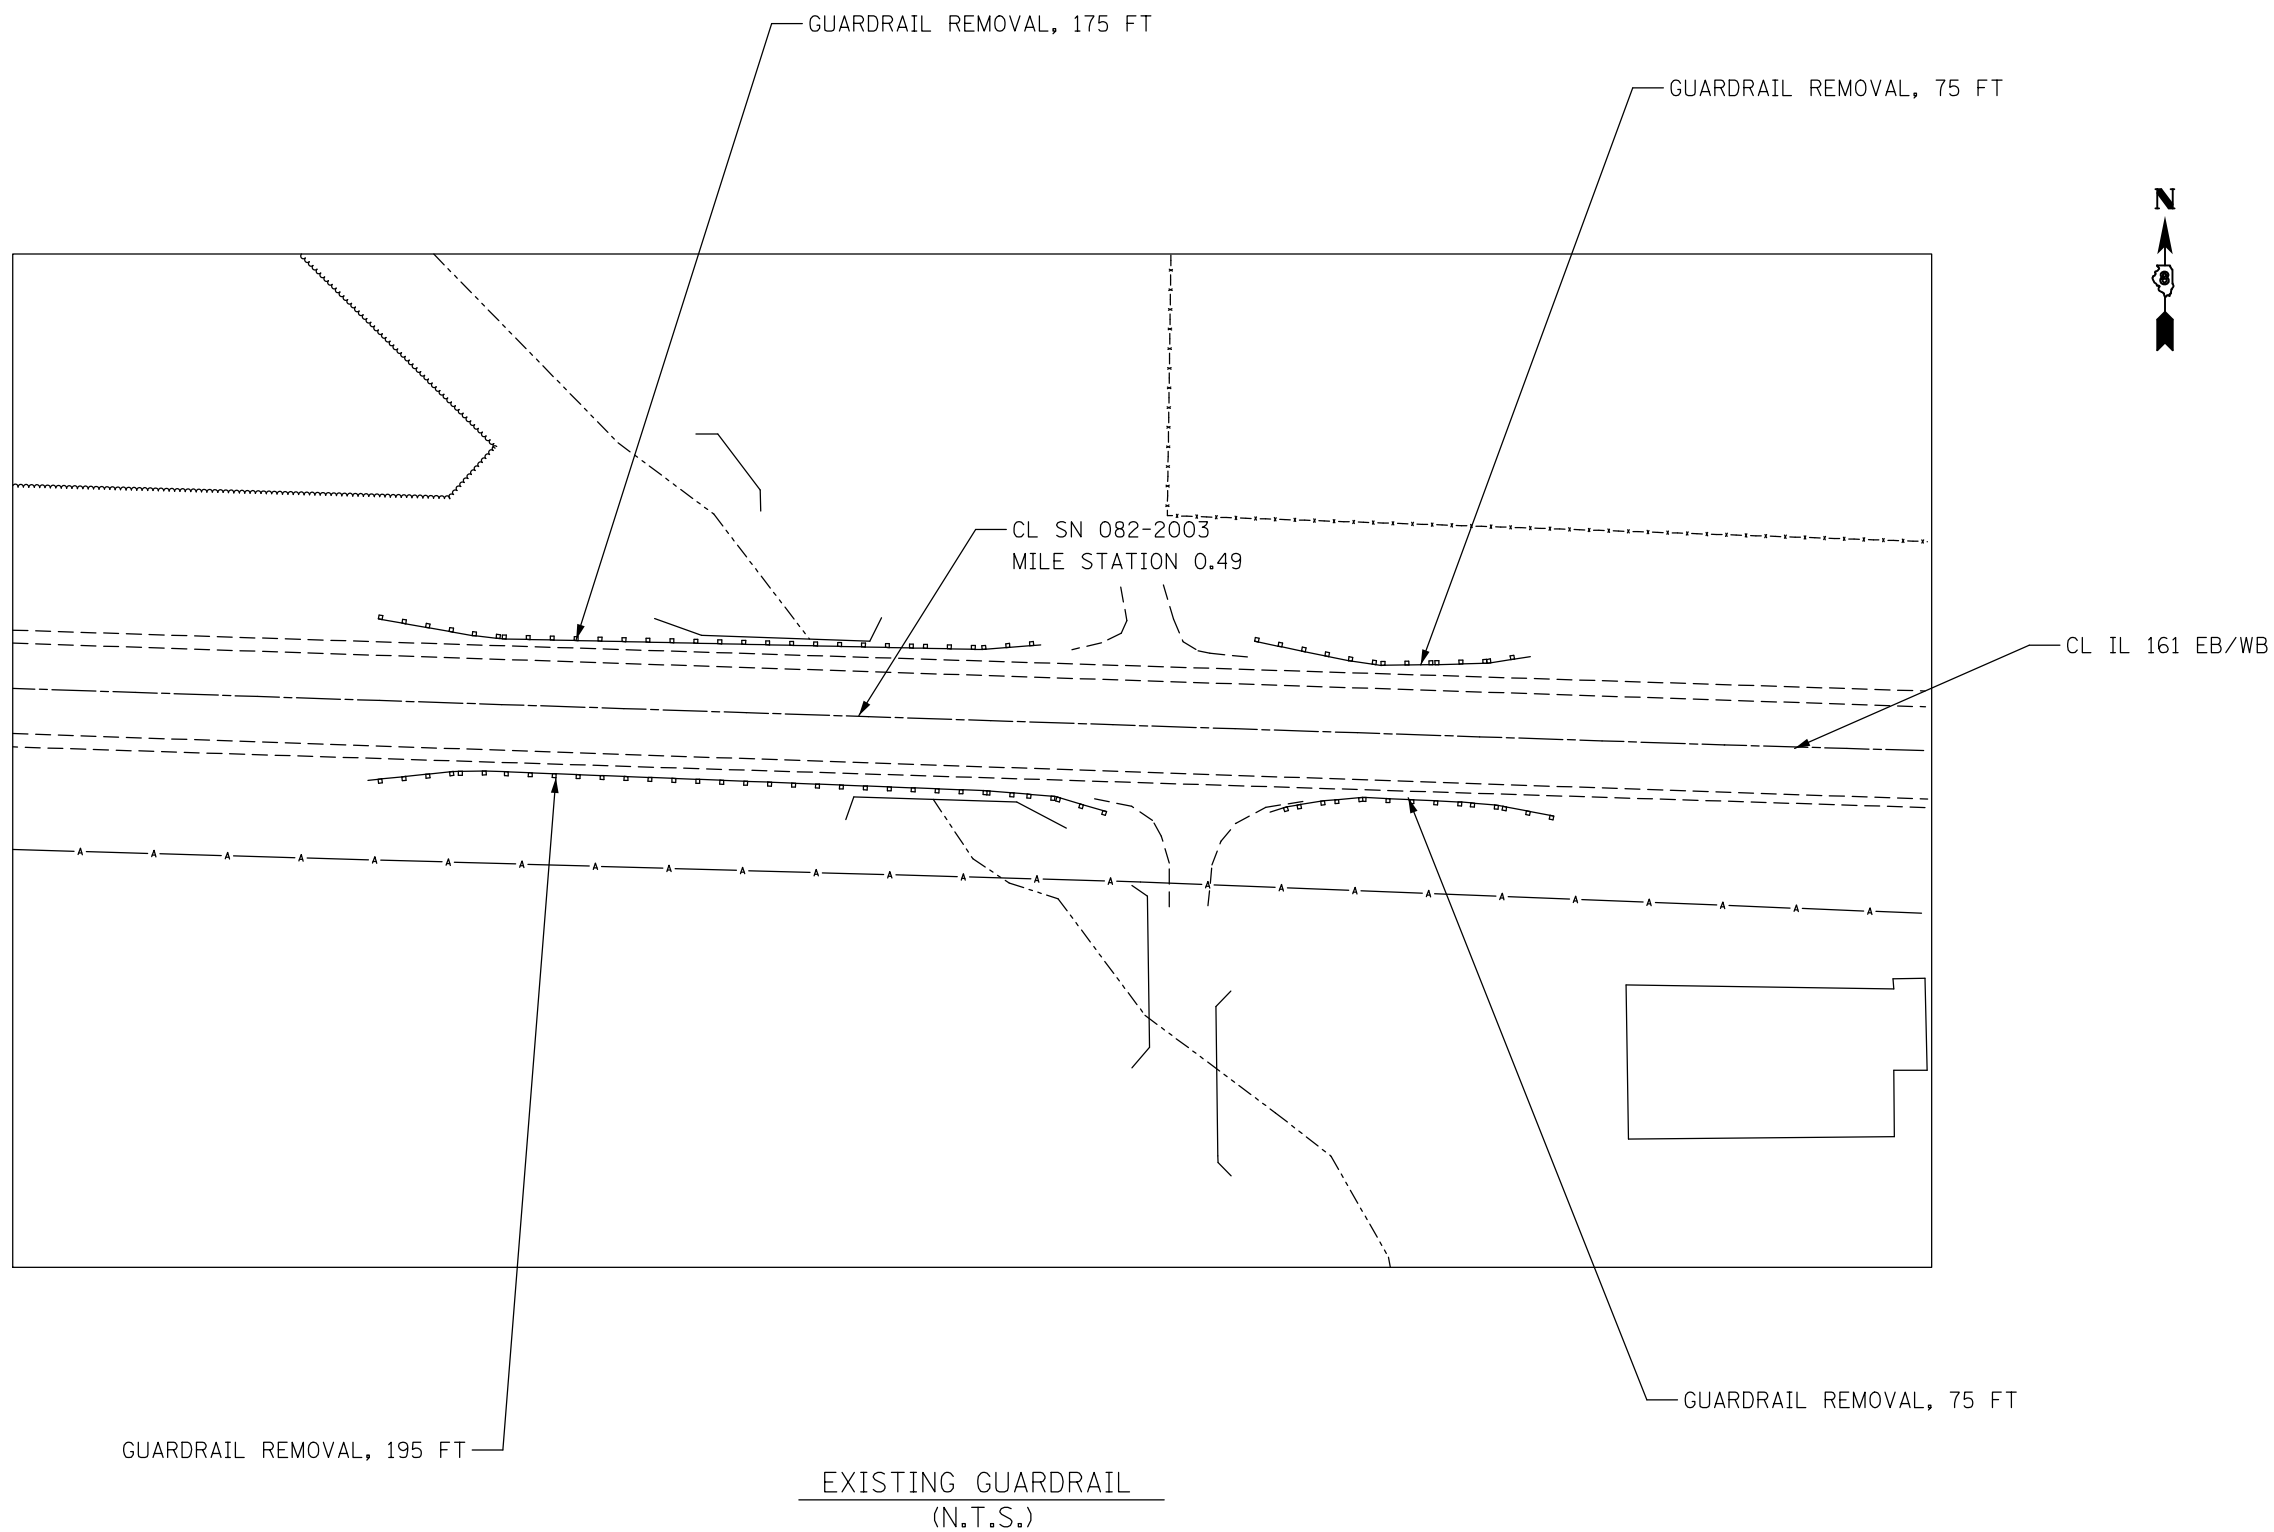 GUARDRAIL REMOVAL, 175 FT
GUARDRAIL REMOVAL, 75 FT
N
8
CL SN 082-2003
MILE STATION 0.49
CL IL 161 EB/WB
A A A A A A A A A A A A A A A A A A A A A A A A A
GUARDRAIL REMOVAL, 75 FT
GUARDRAIL REMOVAL, 195 FT
EXISTING GUARDRAIL
(N.T.S.)